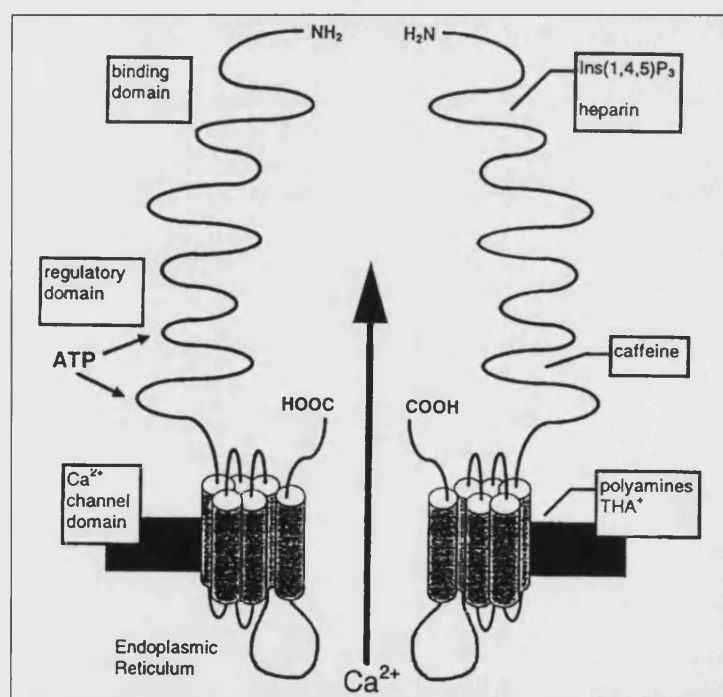 NH₂
H₂N
binding
domain
Ins(1,4,5)P₃
heparin
regulatory
domain
ATP
caffeine
HOOC
COOH
Ca²⁺
channel
domain
polyamines
THA⁺
Endoplasmic
Reticulum
Ca²⁺